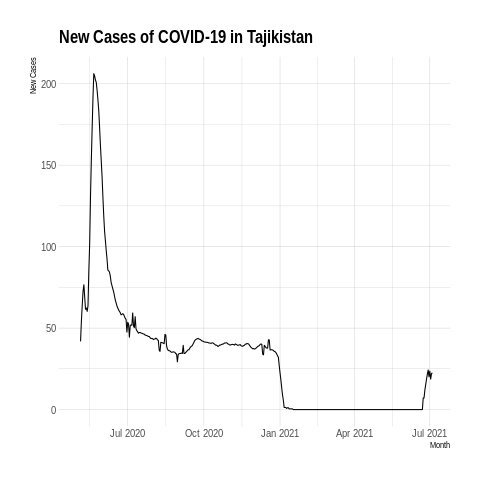 New Cases of COVID-19 in Tajikistan
New Cases
200
150
100
50
0
Jul 2020 Oct 2020 Jan 2021 Apr 2021 Jul 2021
Month